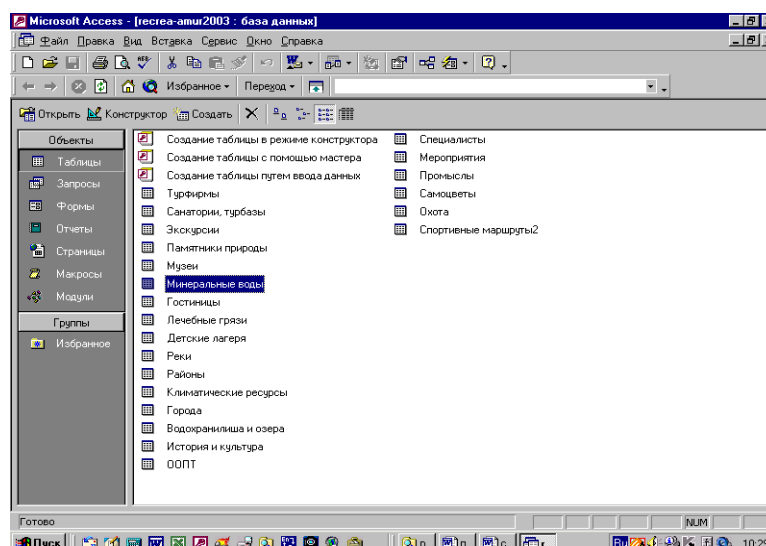 Microsoft Access - [recrea-amur2003 : база данных]
Файл Правка Вид Вставка Сервис Окно Справка
Избранное Переход
Открыть Конструктор Создать
Объекты
Таблицы
Запросы
Формы
Отчеты
Страницы
Макросы
Модули
Группы
Избранное
Создание таблицы в режиме конструктора
Создание таблицы с помощью мастера
Создание таблицы путем ввода данных
Турфирмы
Санатории, турбазы
Экскурсии
Памятники природы
Музеи
Минеральные воды
Гостиницы
Лечебные грязи
Детские лагеря
Реки
Районы
Климатические ресурсы
Города
Водохранилиша и озера
История и культура
ООПТ
Специалисты
Мероприятия
Промыслы
Самоцветы
Охота
Спортивные маршруты2
Готово
NUM
Пуск
10:29